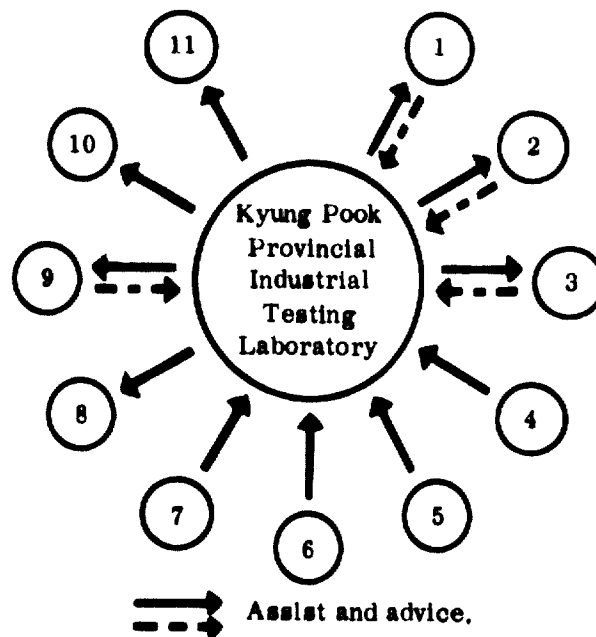 11
1
10
2
Kyung Pook
Provincial
Industrial
Testing
Laboratory
9
3
8
4
7
5
6
Assist and advice.